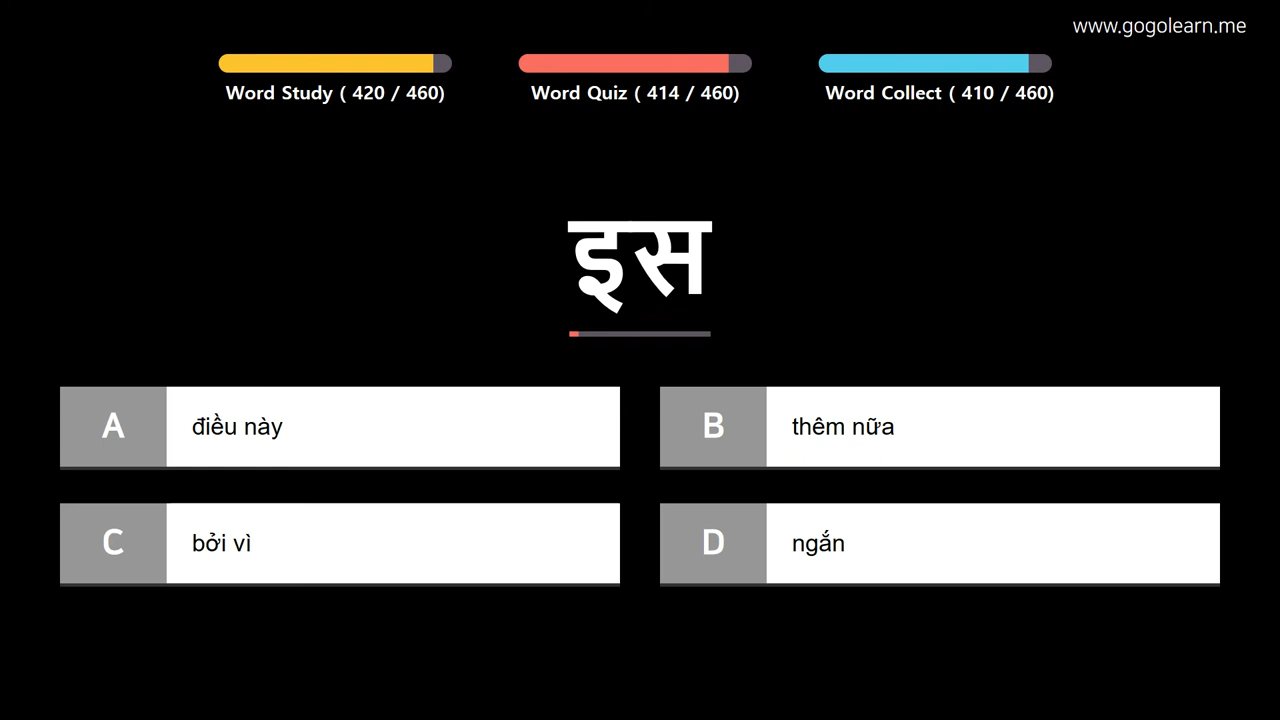 www.gogolearn.me
Word Study ( 420 / 460)
Word Quiz ( 414 / 460)
Word Collect ( 410 / 460)
इस
A điều này
B thêm nữa
C bởi vì
D ngắn